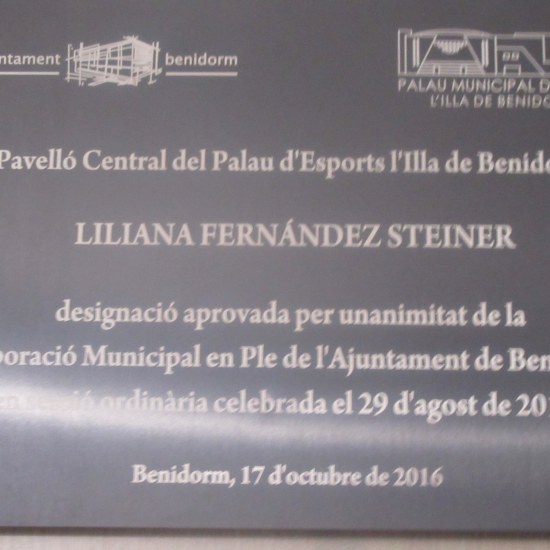 ntament benidorm
PALAU MUNICIPAL D
L'ILLA DE BENIDO
Pavelló Central del Palau d'Esports l'Illa de Benido
LILIANA FERNÁNDEZ STEINER
designació aprovada per unanimitat de la
poració Municipal en Ple de l'Ajuntament de Ben
ordinària celebrada el 29 d'agost de 201
Benidorm, 17 d'octubre de 2016